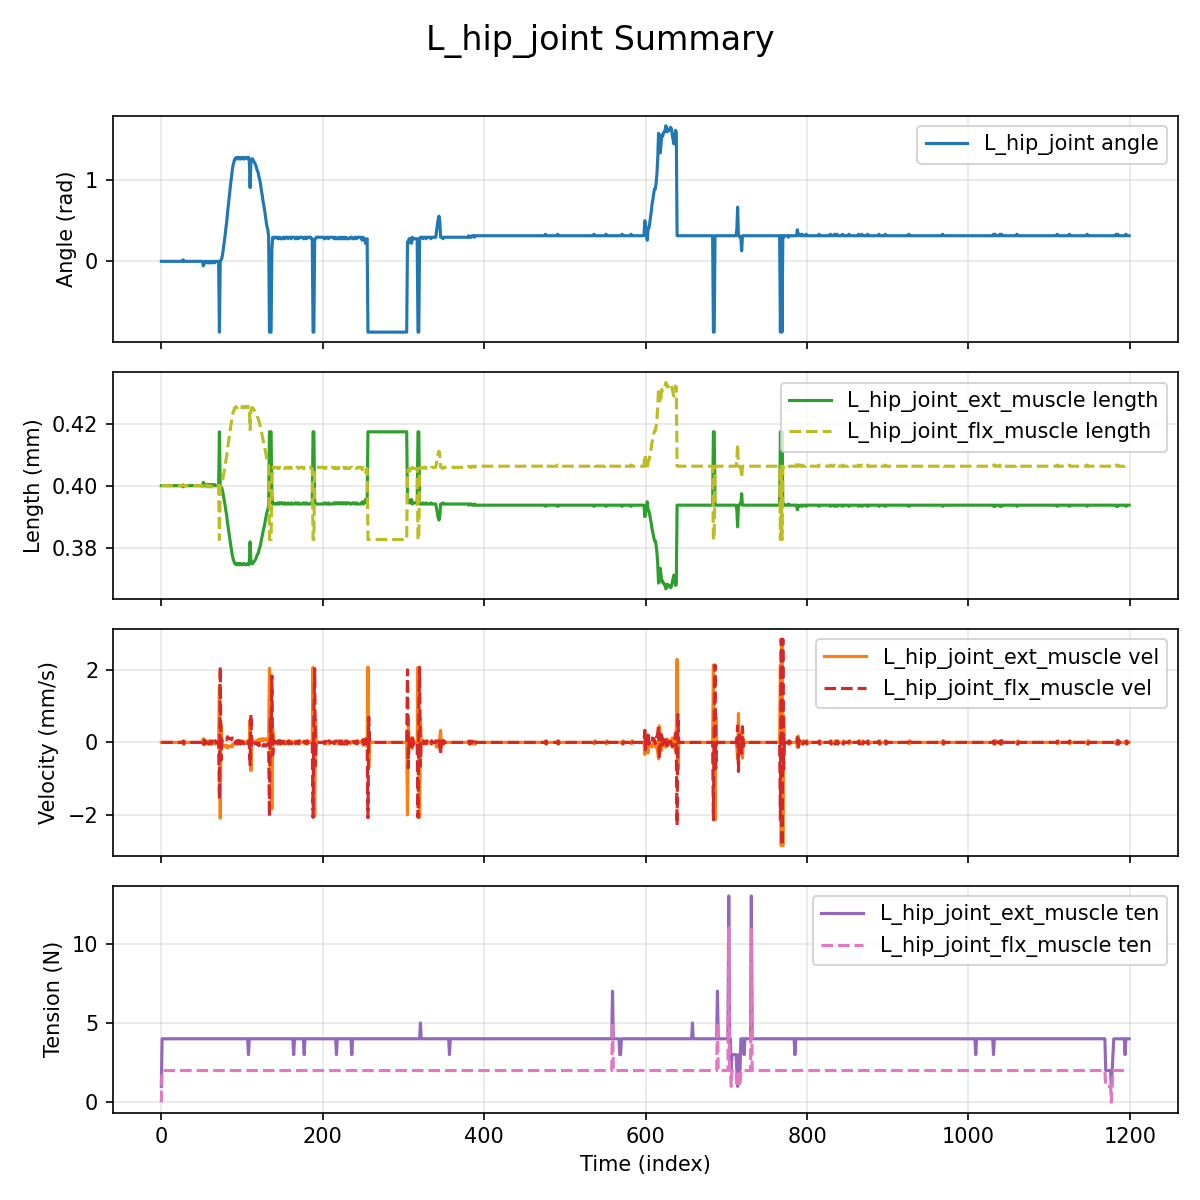 L_hip_joint Summary
L_hip_joint angle
Angle (rad)
1
0
L_hip_joint_ext_muscle length
L_hip_joint_flx_muscle length
Length (mm)
0.42
0.40
0.38
L_hip_joint_ext_muscle vel
L_hip_joint_flx_muscle vel
Velocity (mm/s)
2
0
−2
L_hip_joint_ext_muscle ten
L_hip_joint_flx_muscle ten
Tension (N)
10
5
0
0 200 400 600 800 1000 1200
Time (index)